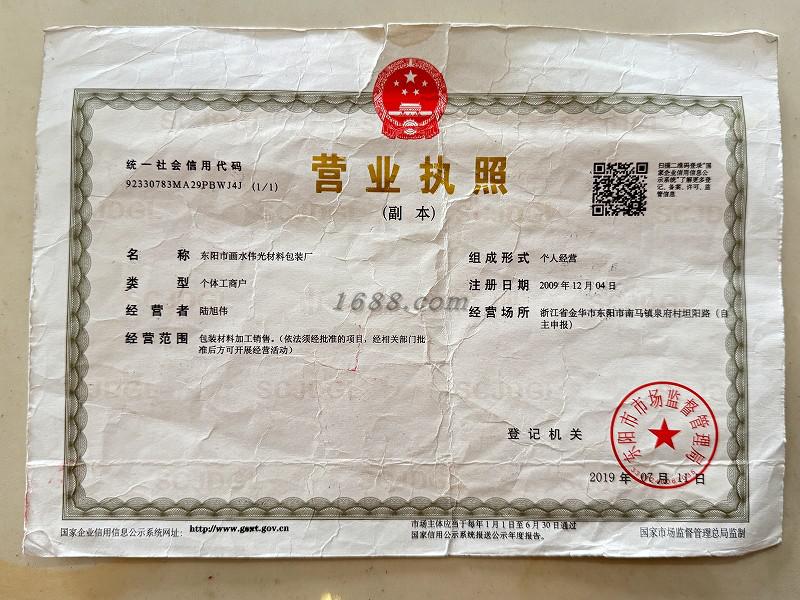 统一社会信用代码
92330783MA29PBWJ4J (1/1)
营业执照
(副 本)
扫描二维码登录"国
家企业信用信息公
示系统"了解更多登
记、备案、许可、监
管信息
名 称 东阳市画水伟光材料包装厂
类 型 个体工商户
经 营 者 陆旭伟
经营范围 包装材料加工销售。(依法须经批准的项目,经相关部门批
准后方可开展经营活动)
组成形式 个人经营
注册日期 2009 年 12 月 04 日
经营场所 浙江省金华市东阳市南马镇泉府村坦阳路(自
主申报)
1688.com
登记机关
东阳市市场监督管理局
2019 年 07 月 11 日
国家企业信用信息公示系统网址: http://www.gsxt.gov.cn
市场主体应当于每年1月1日至6月30日通过
国家信用公示系统报送公示年度报告。
国家市场监督管理总局监制